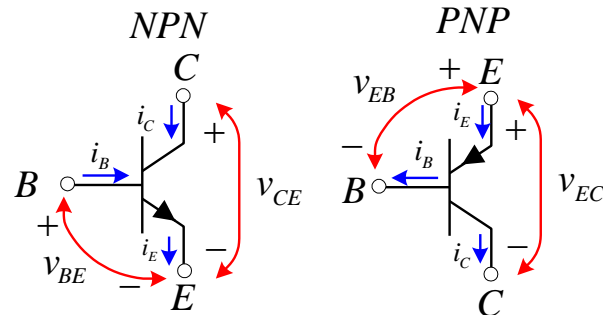 NPN
C
i_C
+
i_B
B
v_CE
+
i_E
−
v_BE
−
E
PNP
+
E
v_EB
i_E
+
−
i_B
B
v_EC
i_C
−
C